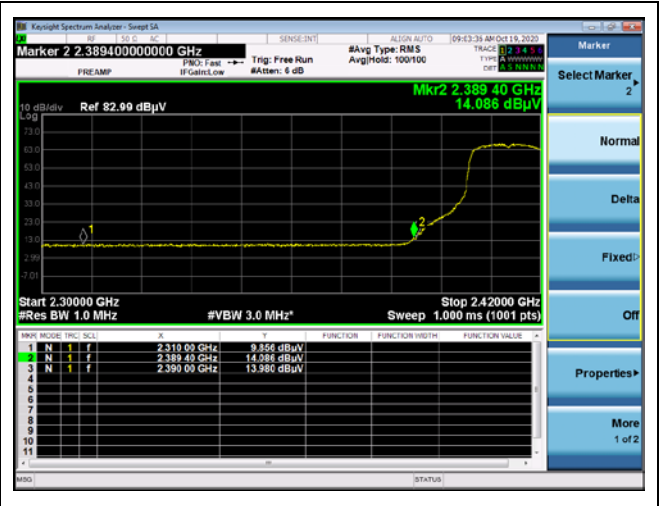 Keysight Spectrum Analyzer - Swept SA
RF 50 Ω AC SENSE:INT ALIGN AUTO 09:03:35 AM Oct 19, 2020
Marker 2 2.389400000000 GHz
PREAMP
PNO: Fast
IFGain:Low
Trig: Free Run
#Atten: 6 dB
#Avg Type: RMS
Avg|Hold: 100/100
TRACE 1 2 3 4 5 6
TYPE A WWWWW
DET A S N N N N
Mkr2 2.389 40 GHz
14.086 dBµV
10 dB/div Ref 82.99 dBµV
Log
73.0
63.0
53.0
43.0
33.0
23.0
13.0
2.99
-7.01
1
2
Start 2.30000 GHz Stop 2.42000 GHz
#Res BW 1.0 MHz #VBW 3.0 MHz* Sweep 1.000 ms (1001 pts)
MKR MODE TRC SCL X Y FUNCTION FUNCTION WIDTH FUNCTION VALUE
1 N 1 f 2.310 00 GHz 9.856 dBµV
2 N 1 f 2.389 40 GHz 14.086 dBµV
3 N 1 f 2.390 00 GHz 13.980 dBµV
4
5
6
7
8
9
10
11
MSG STATUS
Marker
Select Marker
2
Normal
Delta
Fixed
Off
Properties
More
1 of 2